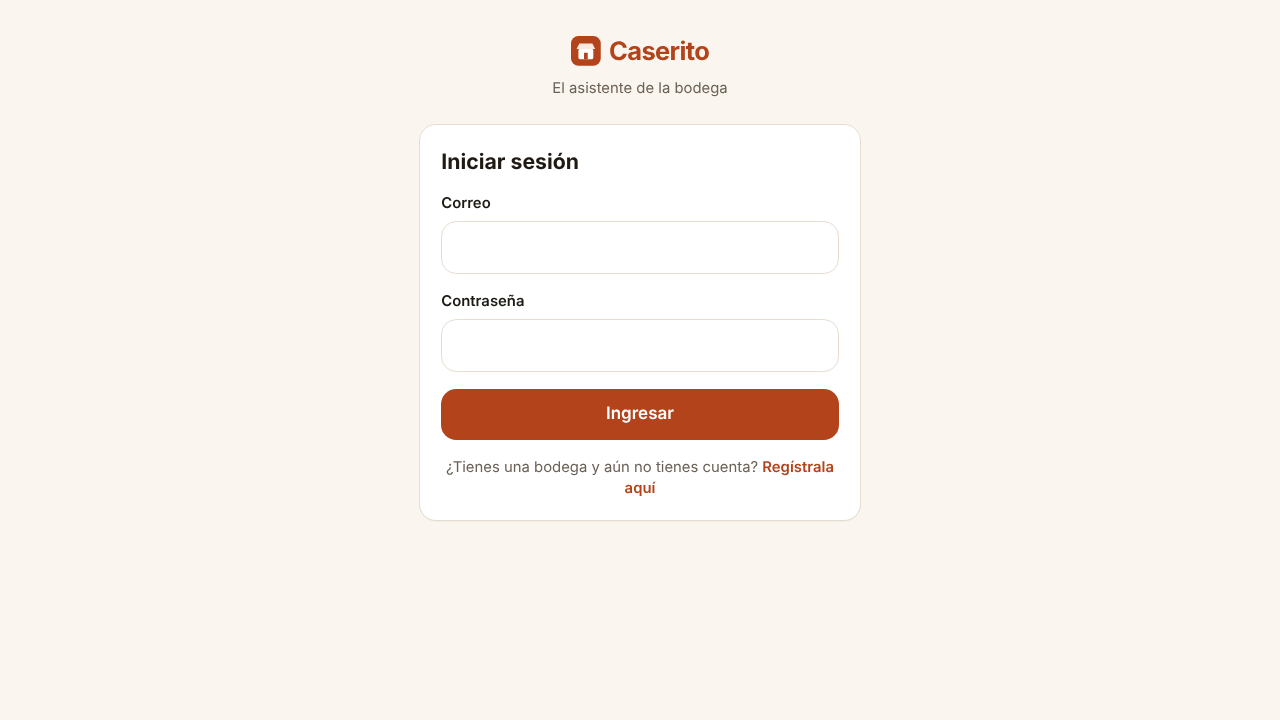 Caserito
El asistente de la bodega
Iniciar sesión
Correo
Contraseña
Ingresar
¿Tienes una bodega y aún no tienes cuenta? Regístrala
aquí